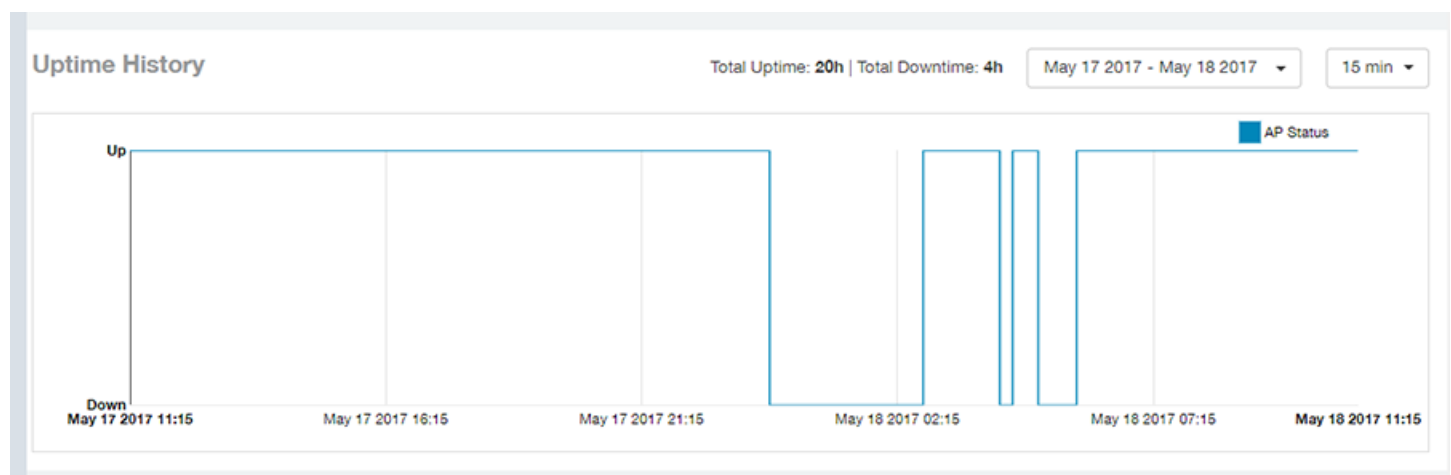 Uptime History
Total Uptime: 20h | Total Downtime: 4h
May 17 2017 - May 18 2017
15 min
AP Status
Up
Down
May 17 2017 11:15
May 17 2017 16:15
May 17 2017 21:15
May 18 2017 02:15
May 18 2017 07:15
May 18 2017 11:15